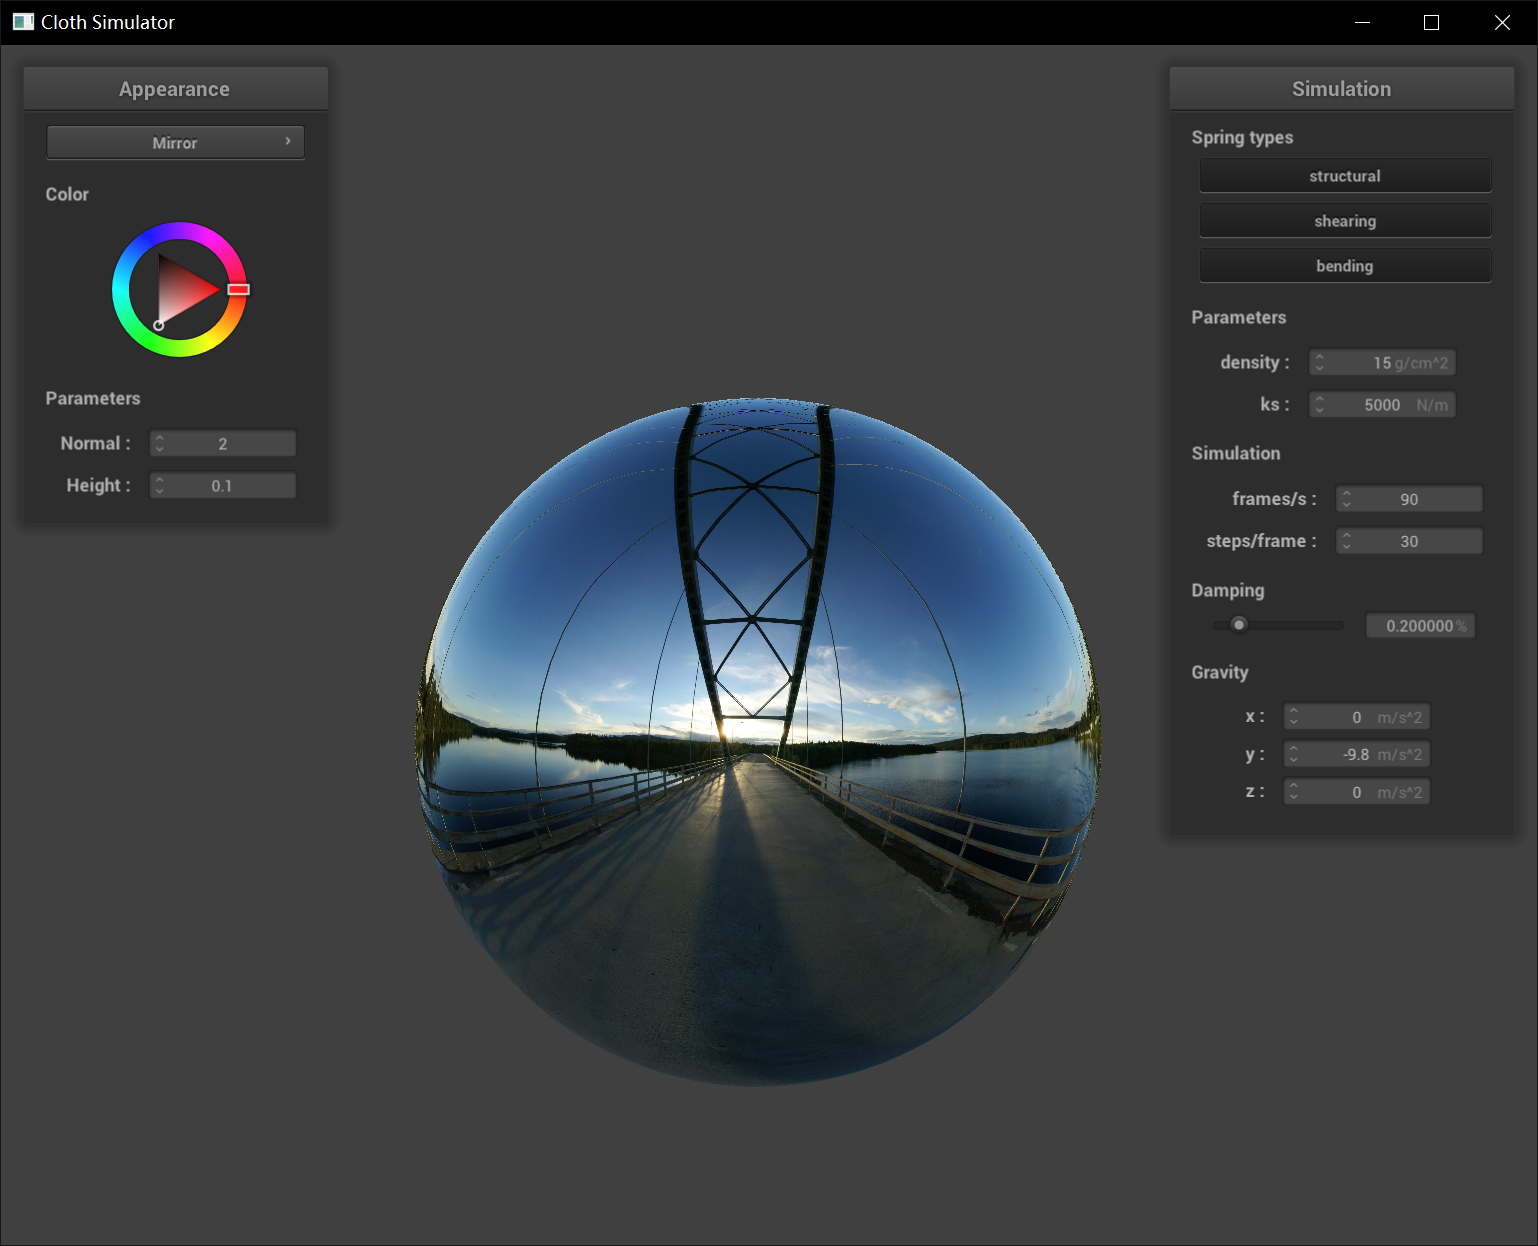 Cloth Simulator
Appearance
Mirror
Color
Parameters
Normal : 2
Height : 0.1
Simulation
Spring types
structural
shearing
bending
Parameters
density : 15 g/cm^2
ks : 5000 N/m
Simulation
frames/s : 90
steps/frame : 30
Damping
0.200000 %
Gravity
x : 0 m/s^2
y : -9.8 m/s^2
z : 0 m/s^2